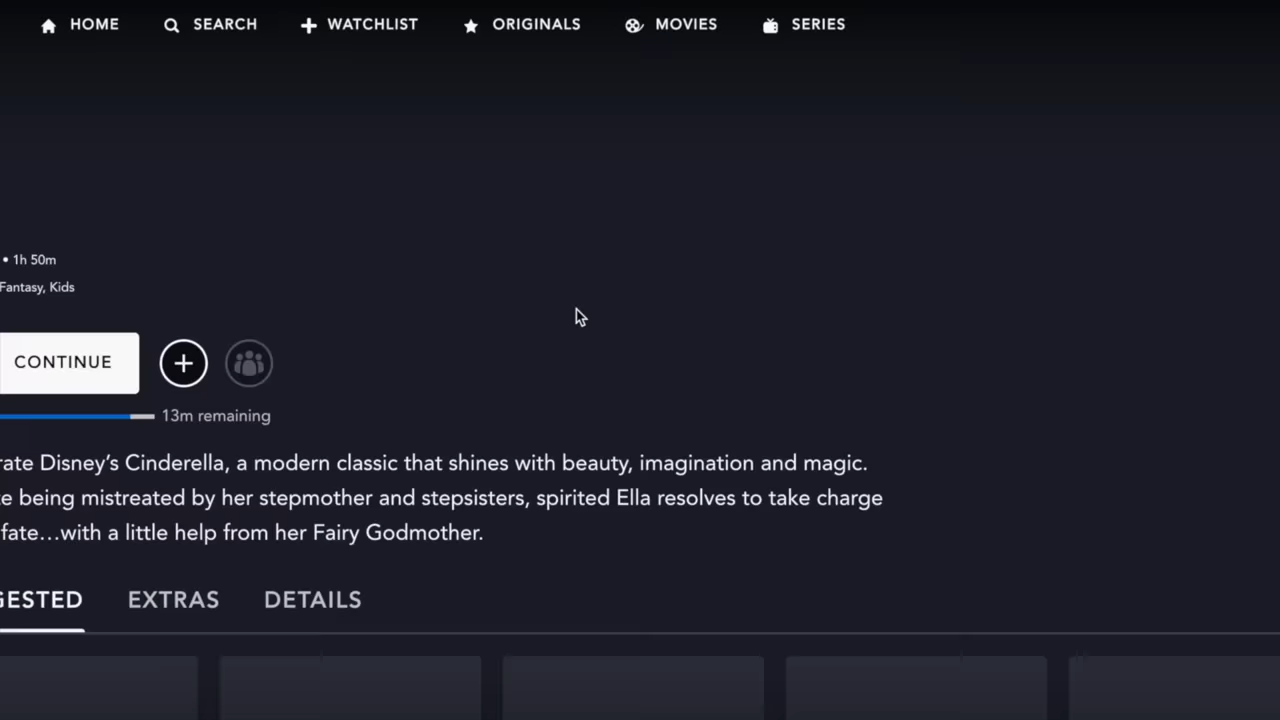 HOME SEARCH WATCHLIST ORIGINALS MOVIES SERIES
• 1h 50m
Fantasy, Kids
CONTINUE
13m remaining
Disney’s Cinderella, a modern classic that shines with beauty, imagination and magic.
being mistreated by her stepmother and stepsisters, spirited Ella resolves to take charge
fate…with a little help from her Fairy Godmother.
GESTED EXTRAS DETAILS